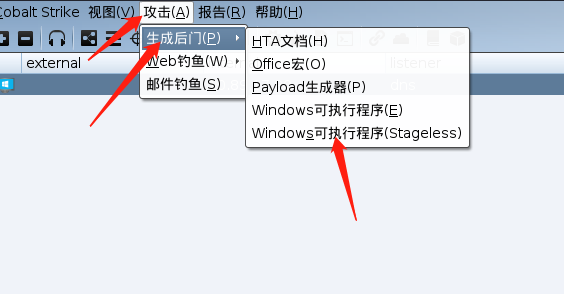 Cobalt Strike 视图(V) 攻击(A) 报告(R) 帮助(H)
external
listener
生成后门(P)
Web钓鱼(W)
邮件钓鱼(S)
HTA文档(H)
Office宏(O)
Payload生成器(P)
Windows可执行程序(E)
Windows可执行程序(Stageless)